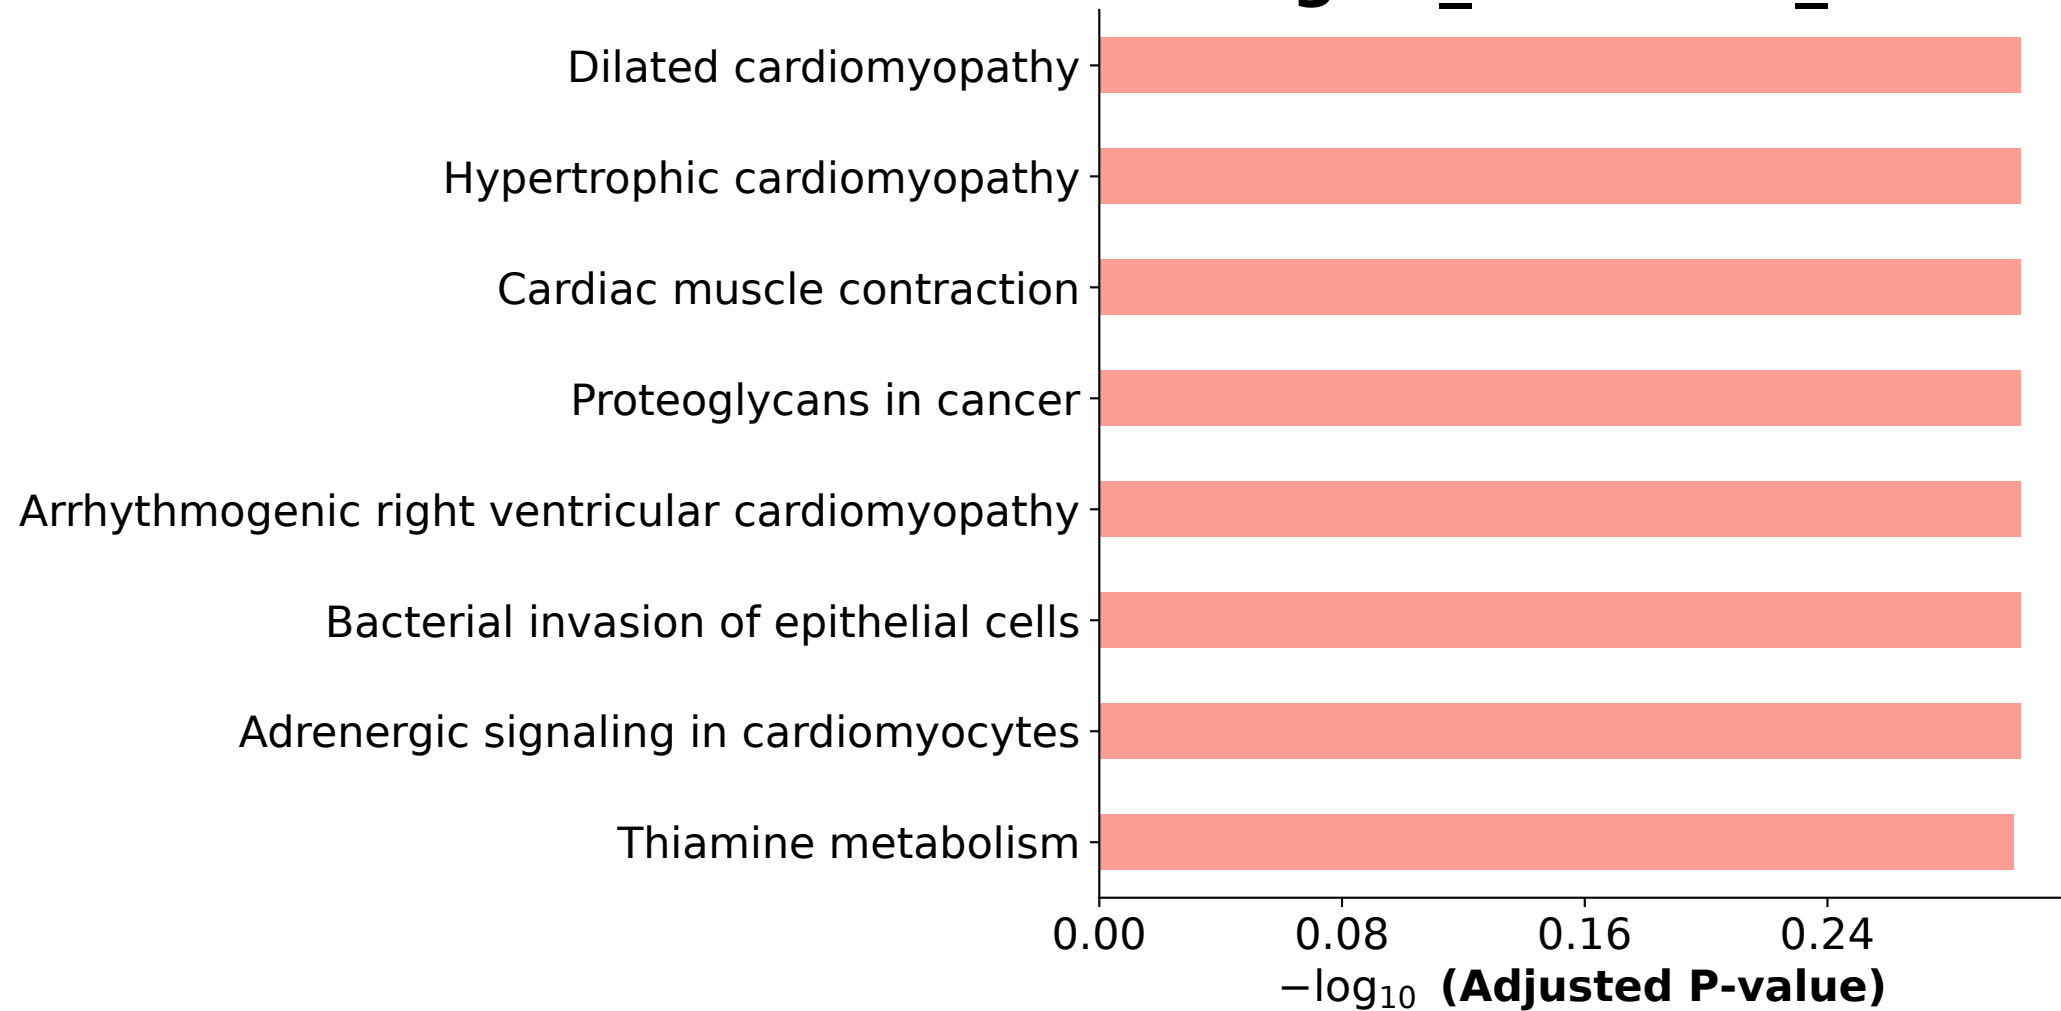 Dilated cardiomyopathy
Hypertrophic cardiomyopathy
Cardiac muscle contraction
Proteoglycans in cancer
Arrhythmogenic right ventricular cardiomyopathy
Bacterial invasion of epithelial cells
Adrenergic signaling in cardiomyocytes
Thiamine metabolism
0.00 0.08 0.16 0.24
−log₁₀ (Adjusted P-value)